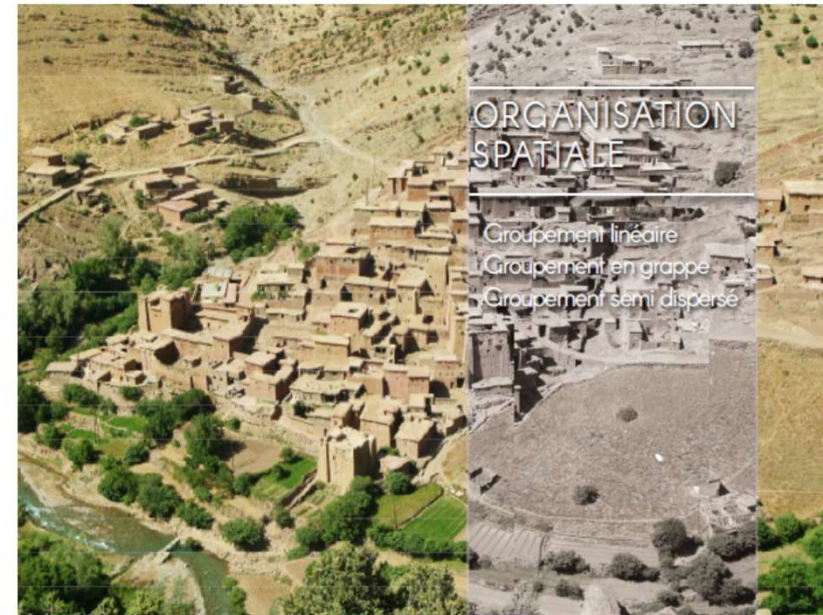 ORGANISATION
SPATIALE
Groupement linéaire
Groupement en grappe
Groupement semi dispersé